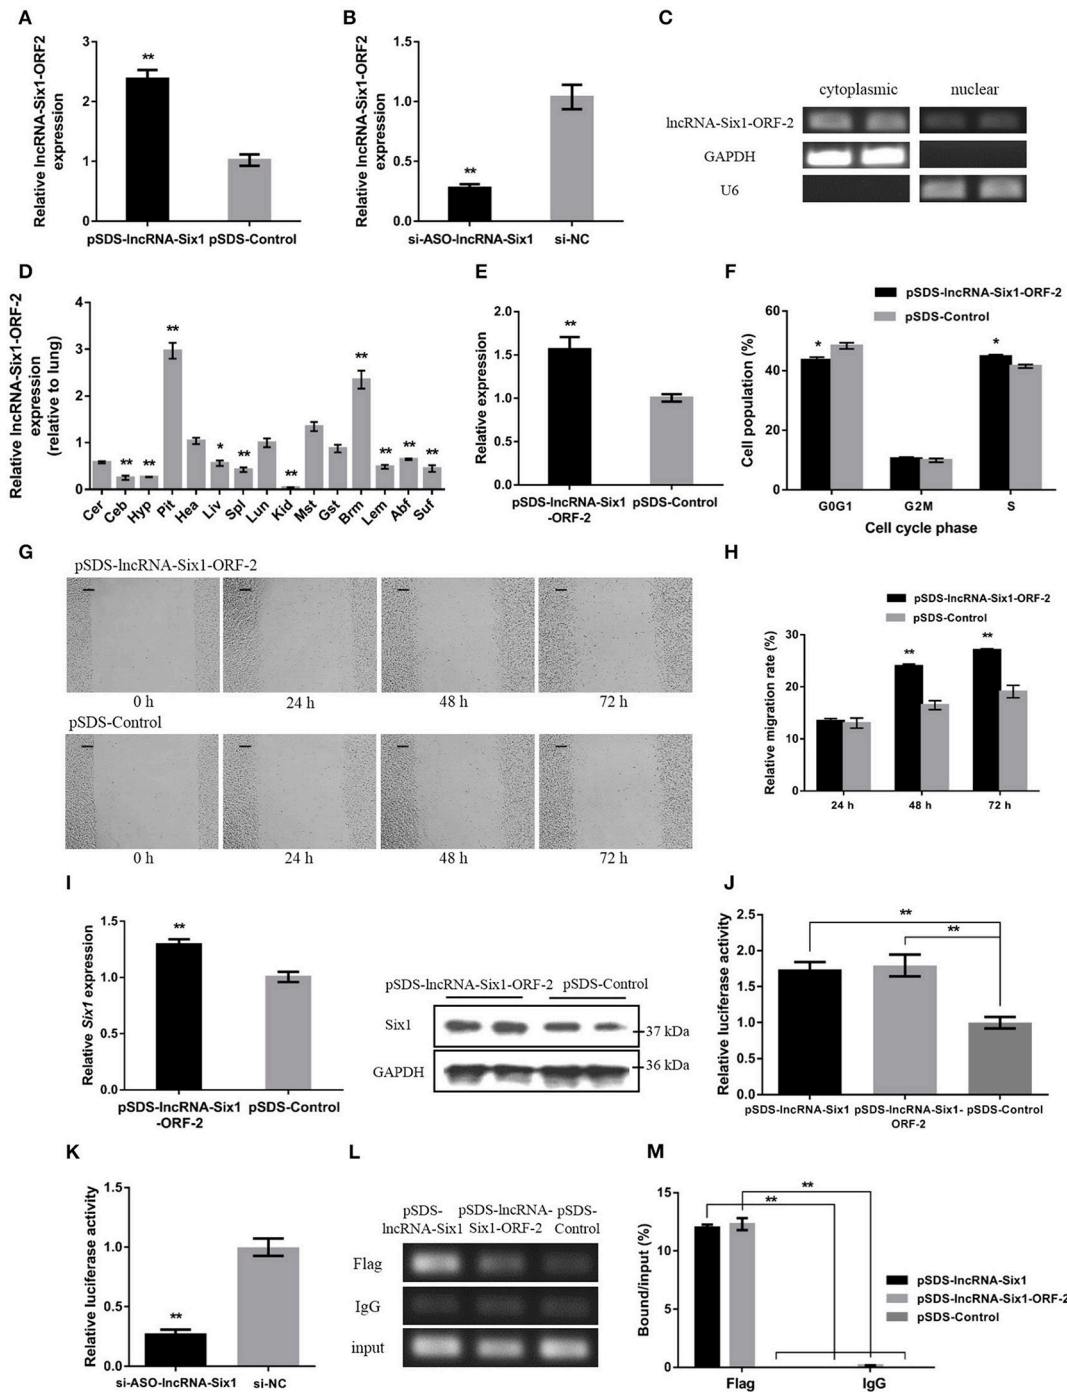 A
Relative lncRNA-Six1-ORF2
expression
3
2
1
0
**
pSDS-lncRNA-Six1
pSDS-Control
B
Relative lncRNA-Six1-ORF2
expression
1.5
1.0
0.5
0.0
**
si-ASO-lncRNA-Six1
si-NC
C
cytoplasmic
nuclear
lncRNA-Six1-ORF-2
GAPDH
U6
D
Relative lncRNA-Six1-ORF-2
expression
(relative to lung)
4
3
2
1
0
** ** ** * ** ** ** ** ** **
Cer Ceb Hyp Pit Hea Liv Spl Lun Kid Mst Gst Brm Lem Abf Suf
E
Relative expression
2.0
1.5
1.0
0.5
0.0
**
pSDS-lncRNA-Six1
-ORF-2
pSDS-Control
F
pSDS-lncRNA-Six1-ORF-2
pSDS-Control
Cell population (%)
60
40
20
0
* *
G0G1 G2M S
Cell cycle phase
G
pSDS-lncRNA-Six1-ORF-2
0 h 24 h 48 h 72 h
pSDS-Control
0 h 24 h 48 h 72 h
H
pSDS-lncRNA-Six1-ORF-2
pSDS-Control
Relative migration rate (%)
30
20
10
0
** **
24 h 48 h 72 h
I
Relative Six1 expression
1.5
1.0
0.5
0.0
**
pSDS-lncRNA-Six1
-ORF-2
pSDS-Control
pSDS-lncRNA-Six1-ORF-2
pSDS-Control
Six1
37 kDa
GAPDH
36 kDa
J
Relative luciferase activity
2.5
2.0
1.5
1.0
0.5
0.0
**
**
pSDS-lncRNA-Six1
pSDS-lncRNA-Six1-
ORF-2
pSDS-Control
K
Relative luciferase activity
1.5
1.0
0.5
0.0
**
si-ASO-lncRNA-Six1
si-NC
L
pSDS-
lncRNA-Six1
pSDS-lncRNA-
Six1-ORF-2
pSDS-
Control
Flag
IgG
input
M
Bound/input (%)
15
10
5
0
**
**
Flag
IgG
pSDS-lncRNA-Six1
pSDS-lncRNA-Six1-ORF-2
pSDS-Control